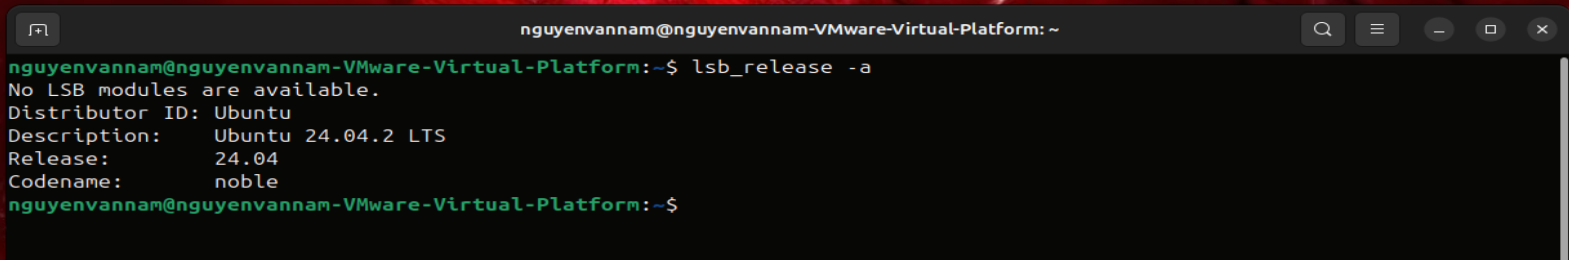 nguyenvannam@nguyenvannam-VMware-Virtual-Platform: ~
nguyenvannam@nguyenvannam-VMware-Virtual-Platform:~$ lsb_release -a
No LSB modules are available.
Distributor ID: Ubuntu
Description:    Ubuntu 24.04.2 LTS
Release:        24.04
Codename:       noble
nguyenvannam@nguyenvannam-VMware-Virtual-Platform:~$